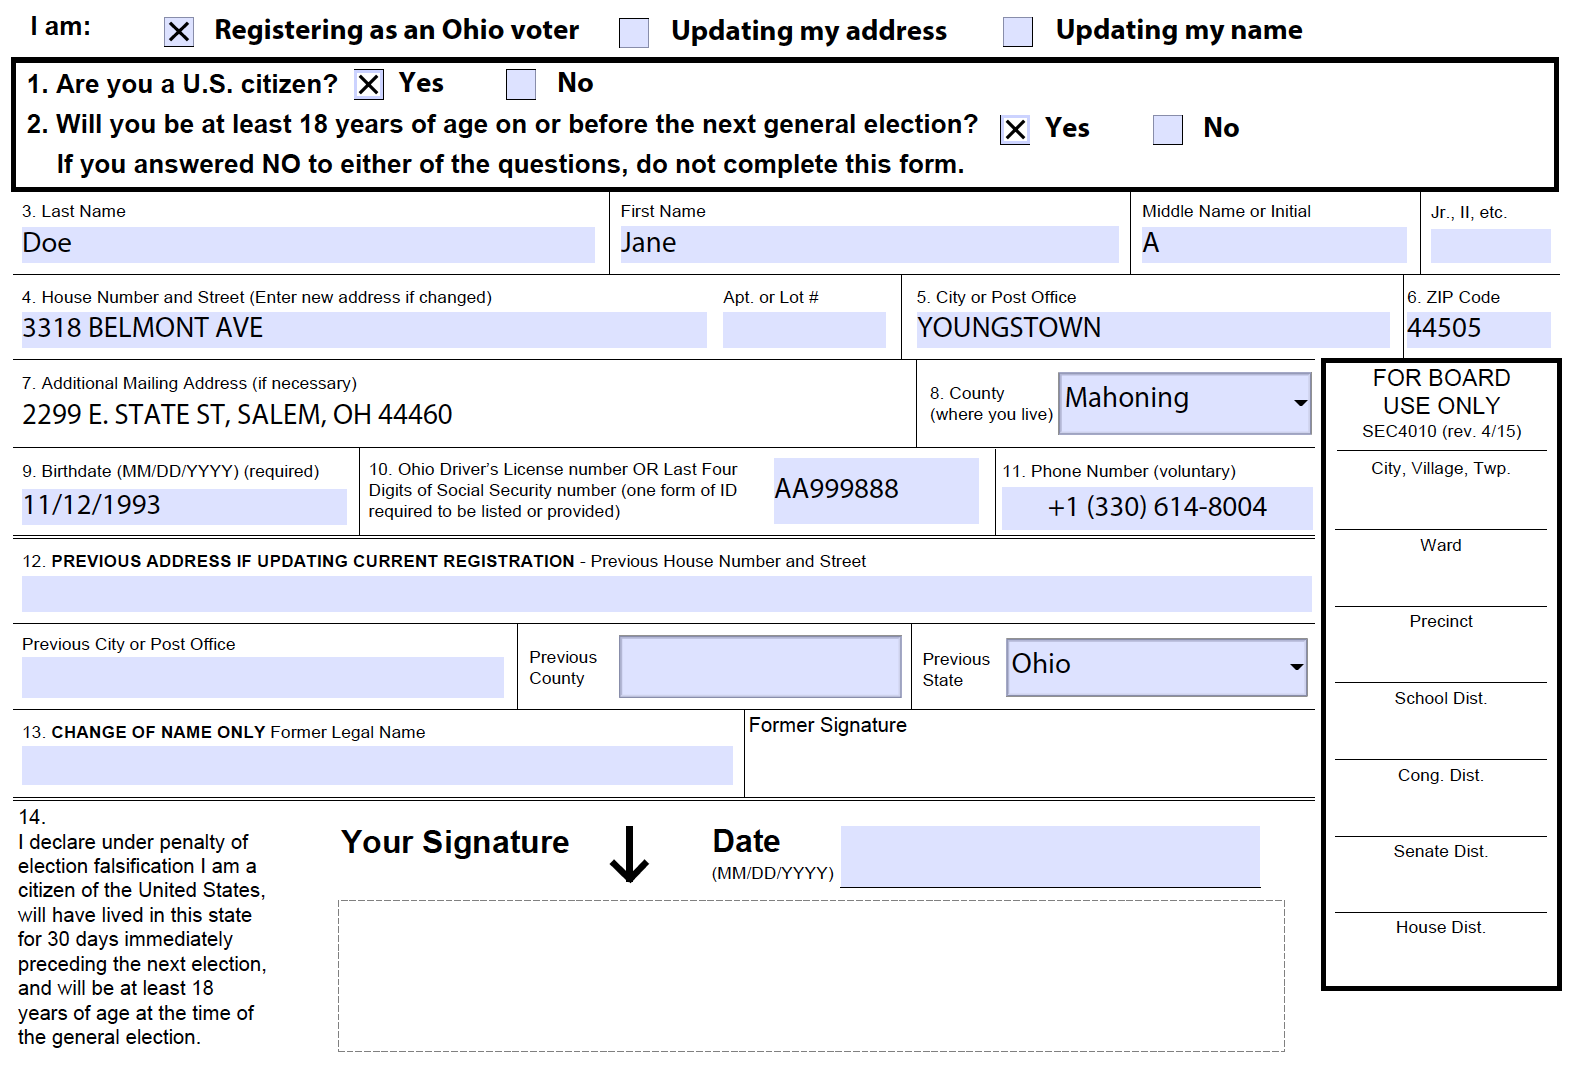 I am: Registering as an Ohio voter Updating my address Updating my name
1. Are you a U.S. citizen? Yes No
2. Will you be at least 18 years of age on or before the next general election? Yes No
If you answered NO to either of the questions, do not complete this form.
3. Last Name First Name Middle Name or Initial Jr., II, etc.
Doe Jane A
4. House Number and Street (Enter new address if changed) Apt. or Lot # 5. City or Post Office 6. ZIP Code
3318 BELMONT AVE YOUNGSTOWN 44505
7. Additional Mailing Address (if necessary)
2299 E. STATE ST, SALEM, OH 44460
8. County
(where you live)
Mahoning
9. Birthdate (MM/DD/YYYY) (required)
11/12/1993
10. Ohio Driver's License number OR Last Four
Digits of Social Security number (one form of ID
required to be listed or provided)
AA999888
11. Phone Number (voluntary)
+1 (330) 614-8004
12. PREVIOUS ADDRESS IF UPDATING CURRENT REGISTRATION - Previous House Number and Street
Previous City or Post Office
Previous
County
Previous
State
Ohio
13. CHANGE OF NAME ONLY Former Legal Name
Former Signature
14.
I declare under penalty of
election falsification I am a
citizen of the United States,
will have lived in this state
for 30 days immediately
preceding the next election,
and will be at least 18
years of age at the time of
the general election.
Your Signature
Date
(MM/DD/YYYY)
FOR BOARD
USE ONLY
SEC4010 (rev. 4/15)
City, Village, Twp.
Ward
Precinct
School Dist.
Cong. Dist.
Senate Dist.
House Dist.